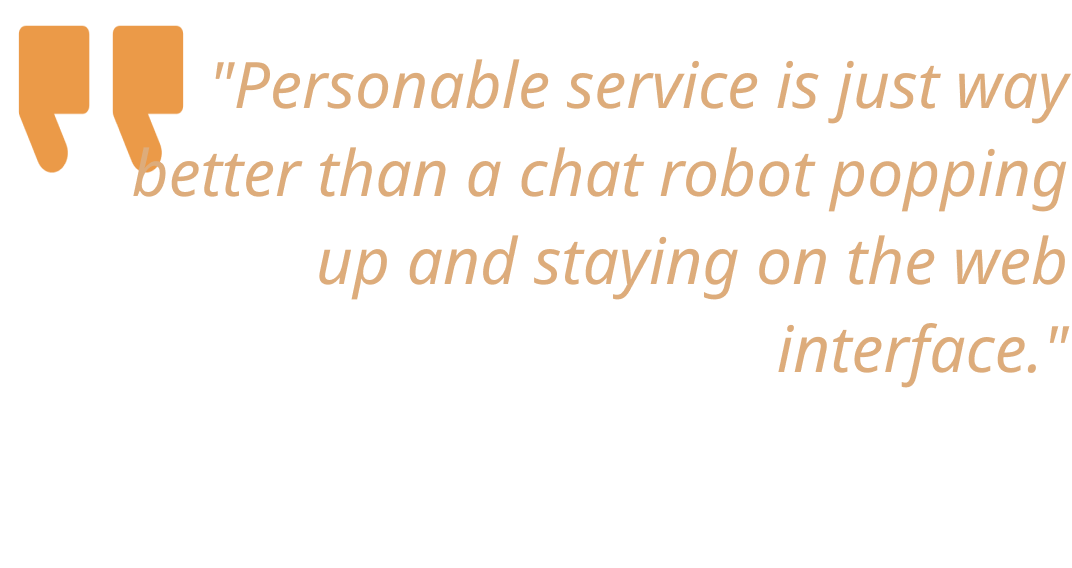 "Personable service is just way
better than a chat robot popping
up and staying on the web
interface."